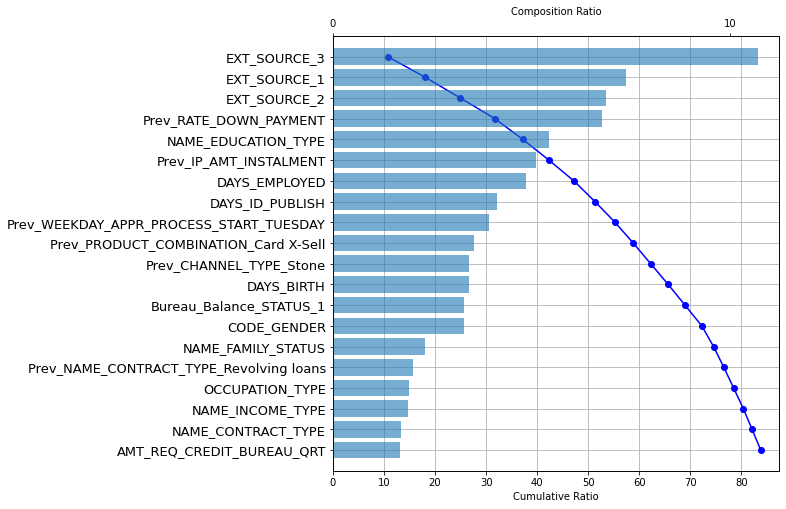 Composition Ratio
0 10
EXT_SOURCE_3
EXT_SOURCE_1
EXT_SOURCE_2
Prev_RATE_DOWN_PAYMENT
NAME_EDUCATION_TYPE
Prev_IP_AMT_INSTALMENT
DAYS_EMPLOYED
DAYS_ID_PUBLISH
Prev_WEEKDAY_APPR_PROCESS_START_TUESDAY
Prev_PRODUCT_COMBINATION_Card X-Sell
Prev_CHANNEL_TYPE_Stone
DAYS_BIRTH
Bureau_Balance_STATUS_1
CODE_GENDER
NAME_FAMILY_STATUS
Prev_NAME_CONTRACT_TYPE_Revolving loans
OCCUPATION_TYPE
NAME_INCOME_TYPE
NAME_CONTRACT_TYPE
AMT_REQ_CREDIT_BUREAU_QRT
0 10 20 30 40 50 60 70 80
Cumulative Ratio